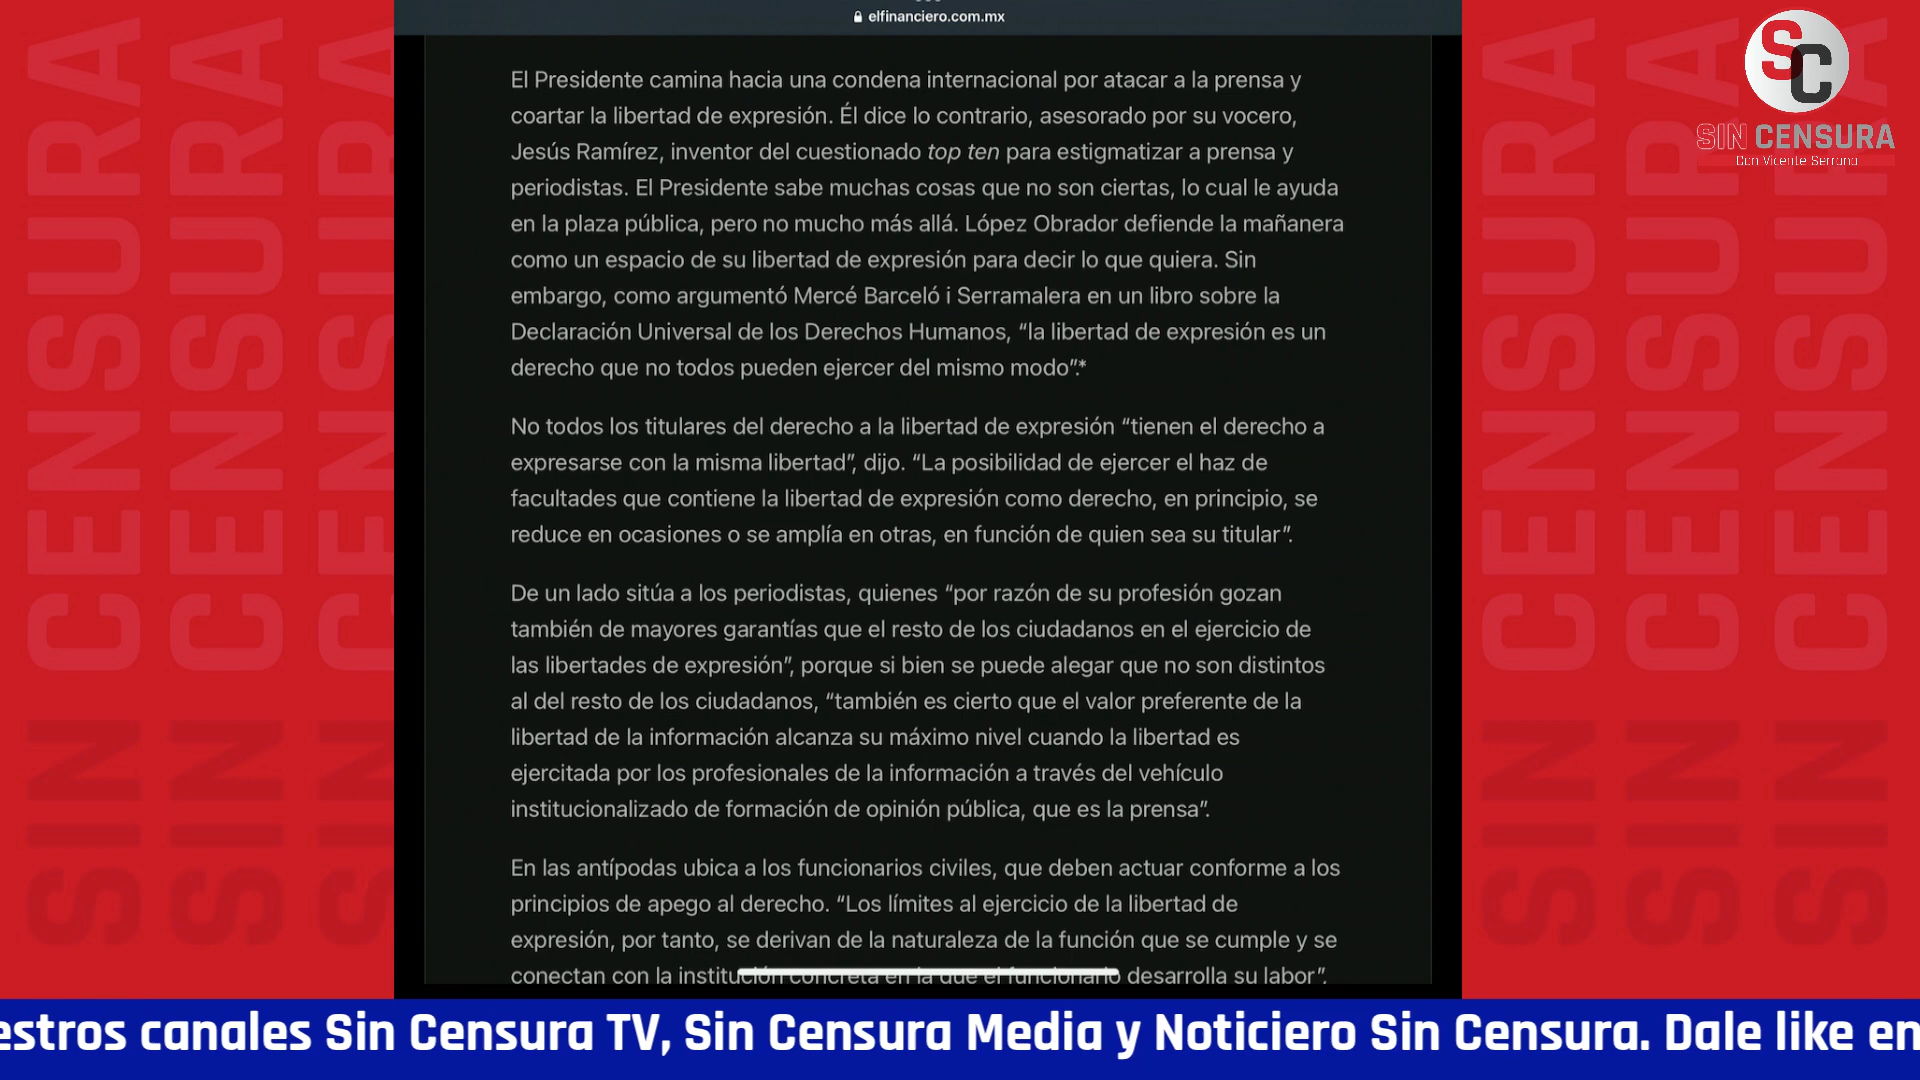 elfinanciero.com.mx
El Presidente camina hacia una condena internacional por atacar a la prensa y
coartar la libertad de expresión. Él dice lo contrario, asesorado por su vocero,
Jesús Ramírez, inventor del cuestionado top ten para estigmatizar a prensa y
periodistas. El Presidente sabe muchas cosas que no son ciertas, lo cual le ayuda
en la plaza pública, pero no mucho más allá. López Obrador defiende la mañanera
como un espacio de su libertad de expresión para decir lo que quiera. Sin
embargo, como argumentó Mercé Barceló i Serramalera en un libro sobre la
Declaración Universal de los Derechos Humanos, “la libertad de expresión es un
derecho que no todos pueden ejercer del mismo modo”.*
No todos los titulares del derecho a la libertad de expresión “tienen el derecho a
expresarse con la misma libertad”, dijo. “La posibilidad de ejercer el haz de
facultades que contiene la libertad de expresión como derecho, en principio, se
reduce en ocasiones o se amplía en otras, en función de quien sea su titular”.
De un lado sitúa a los periodistas, quienes “por razón de su profesión gozan
también de mayores garantías que el resto de los ciudadanos en el ejercicio de
las libertades de expresión”, porque si bien se puede alegar que no son distintos
al del resto de los ciudadanos, “también es cierto que el valor preferente de la
libertad de la información alcanza su máximo nivel cuando la libertad es
ejercitada por los profesionales de la información a través del vehículo
institucionalizado de formación de opinión pública, que es la prensa”.
En las antípodas ubica a los funcionarios civiles, que deben actuar conforme a los
principios de apego al derecho. “Los límites al ejercicio de la libertad de
expresión, por tanto, se derivan de la naturaleza de la función que se cumple y se
conectan con la institución concreta en la que el funcionario desarrolla su labor”,
SC
SIN CENSURA
Con Vicente Serrano
SIN CENSURA
SIN CENSURA
SIN CENSURA
SIN CENSURA
SIN CENSURA
SIN CENSURA
estros canales Sin Censura TV, Sin Censura Media y Noticiero Sin Censura. Dale like en